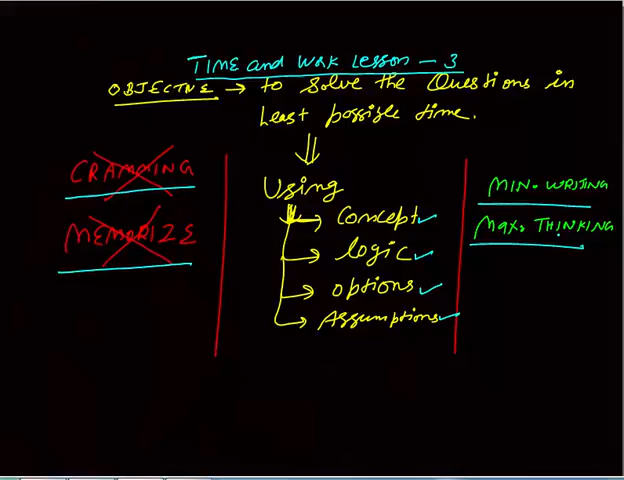 TIME and Work Lesson - 3
OBJECTIVE → to Solve the Questions in
Least possible time.
CRAMMING
MEMORIZE
Using
→ Concept ✓
→ logic ✓
→ options ✓
→ Assumptions ✓
MIN. WRITING
Max. THINKING